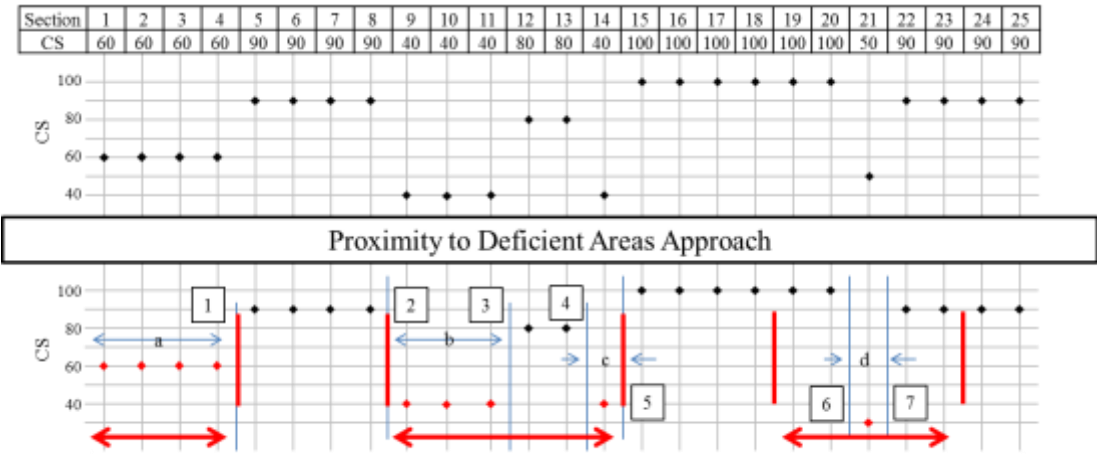 Section 1 2 3 4 5 6 7 8 9 10 11 12 13 14 15 16 17 18 19 20 21 22 23 24 25
CS 60 60 60 60 90 90 90 90 40 40 40 80 80 40 100 100 100 100 100 100 50 90 90 90 90
100
80
60
40
CS
Proximity to Deficient Areas Approach
100
80
60
40
CS
1 2 3 4
a b c d
5 6 7